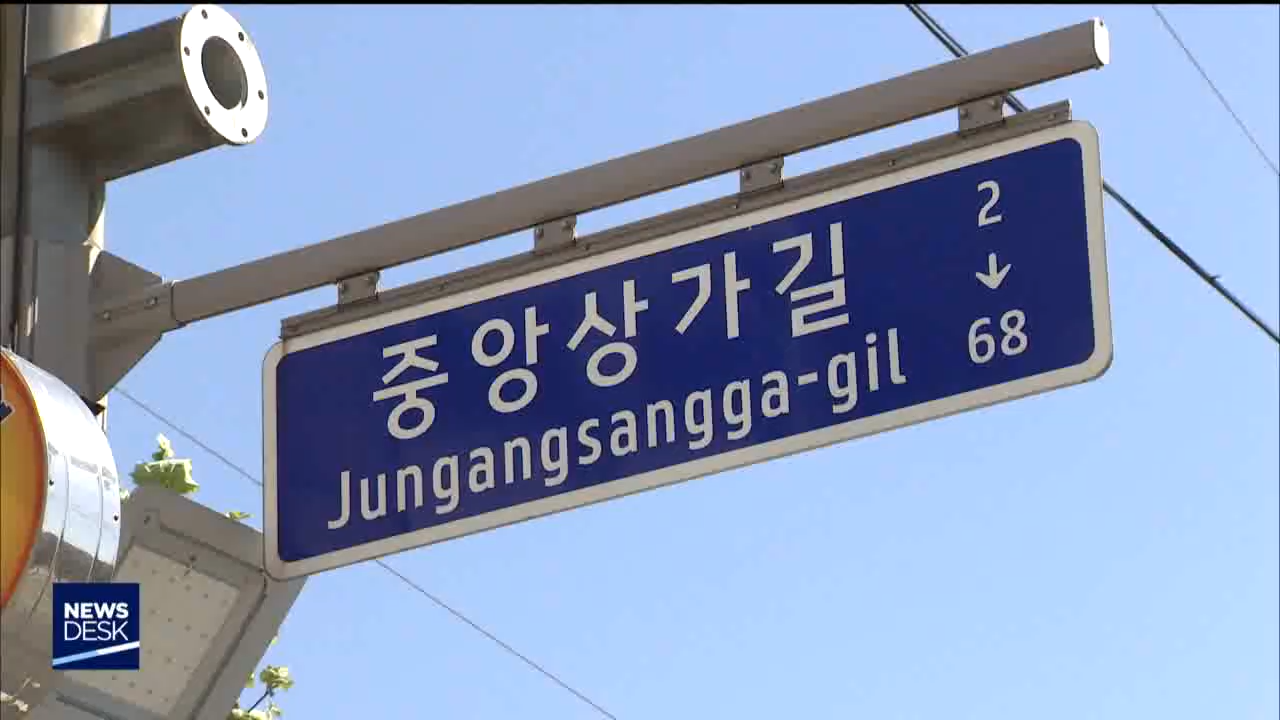 중앙상가길
Jungangsangga-gil
2
↓
68
NEWS
DESK